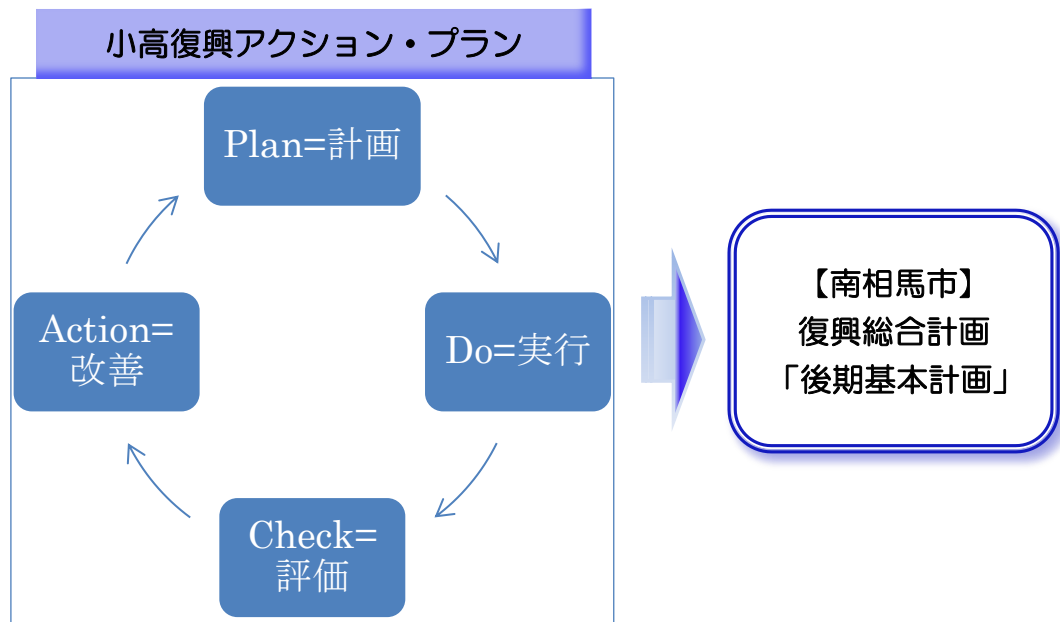 小高復興アクション・プラン
Plan=計画
Do=実行
Check=
評価
Action=
改善
【南相馬市】
復興総合計画
「後期基本計画」